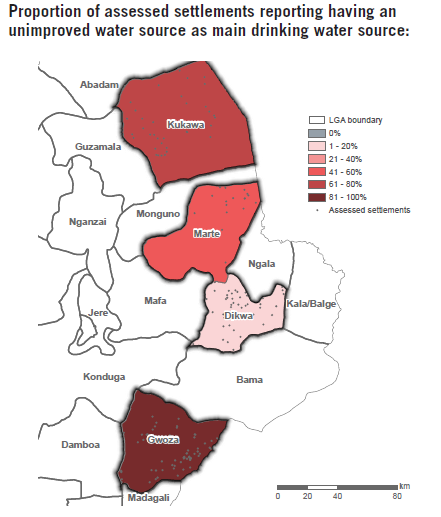 Proportion of assessed settlements reporting having an
unimproved water source as main drinking water source:
Abadam
Kukawa
Guzamala
LGA boundary
0%
1 - 20%
21 - 40%
41 - 60%
61 - 80%
81 - 100%
Assessed settlements
Nganzai
Monguno
Marte
Ngala
Mafa
Jere
Dikwa
Kala/Balge
Konduga
Bama
Damboa
Gwoza
Madagali
km
0 20 40 80